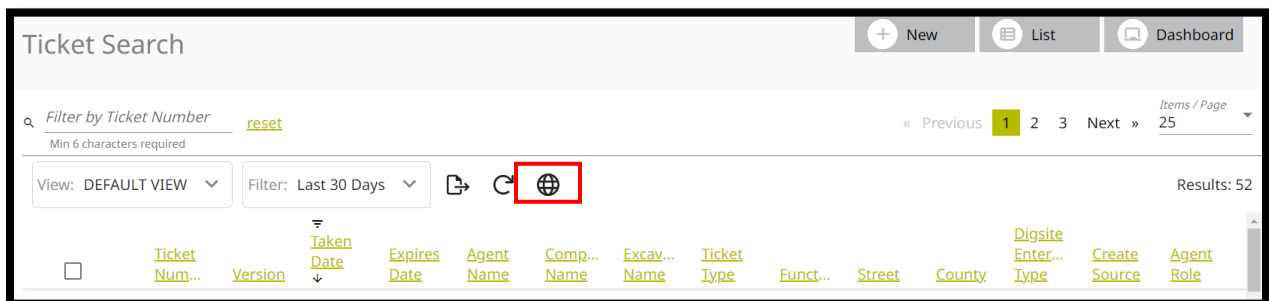 Ticket Search
New
List
Dashboard
Filter by Ticket Number
reset
Min 6 characters required
« Previous 1 2 3 Next »
Items / Page
25
View: DEFAULT VIEW
Filter: Last 30 Days
Results: 52
Ticket
Num...
Version
Taken
Date
Expires
Date
Agent
Name
Comp...
Name
Excav...
Name
Ticket
Type
Funct...
Street
County
Digsite
Enter...
Type
Create
Source
Agent
Role